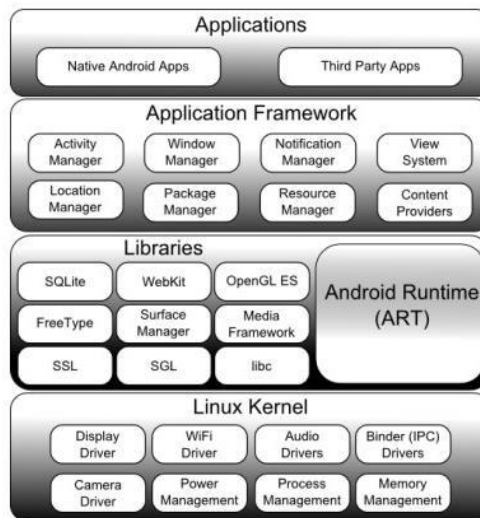 Applications
Native Android Apps
Third Party Apps
Application Framework
Activity
Manager
Window
Manager
Notification
Manager
View
System
Location
Manager
Package
Manager
Resource
Manager
Content
Providers
Libraries
SQLite
WebKit
OpenGL ES
FreeType
Surface
Manager
Media
Framework
SSL
SGL
libc
Android Runtime
(ART)
Linux Kernel
Display
Driver
WiFi
Driver
Audio
Drivers
Binder (IPC)
Drivers
Camera
Driver
Power
Management
Process
Management
Memory
Management